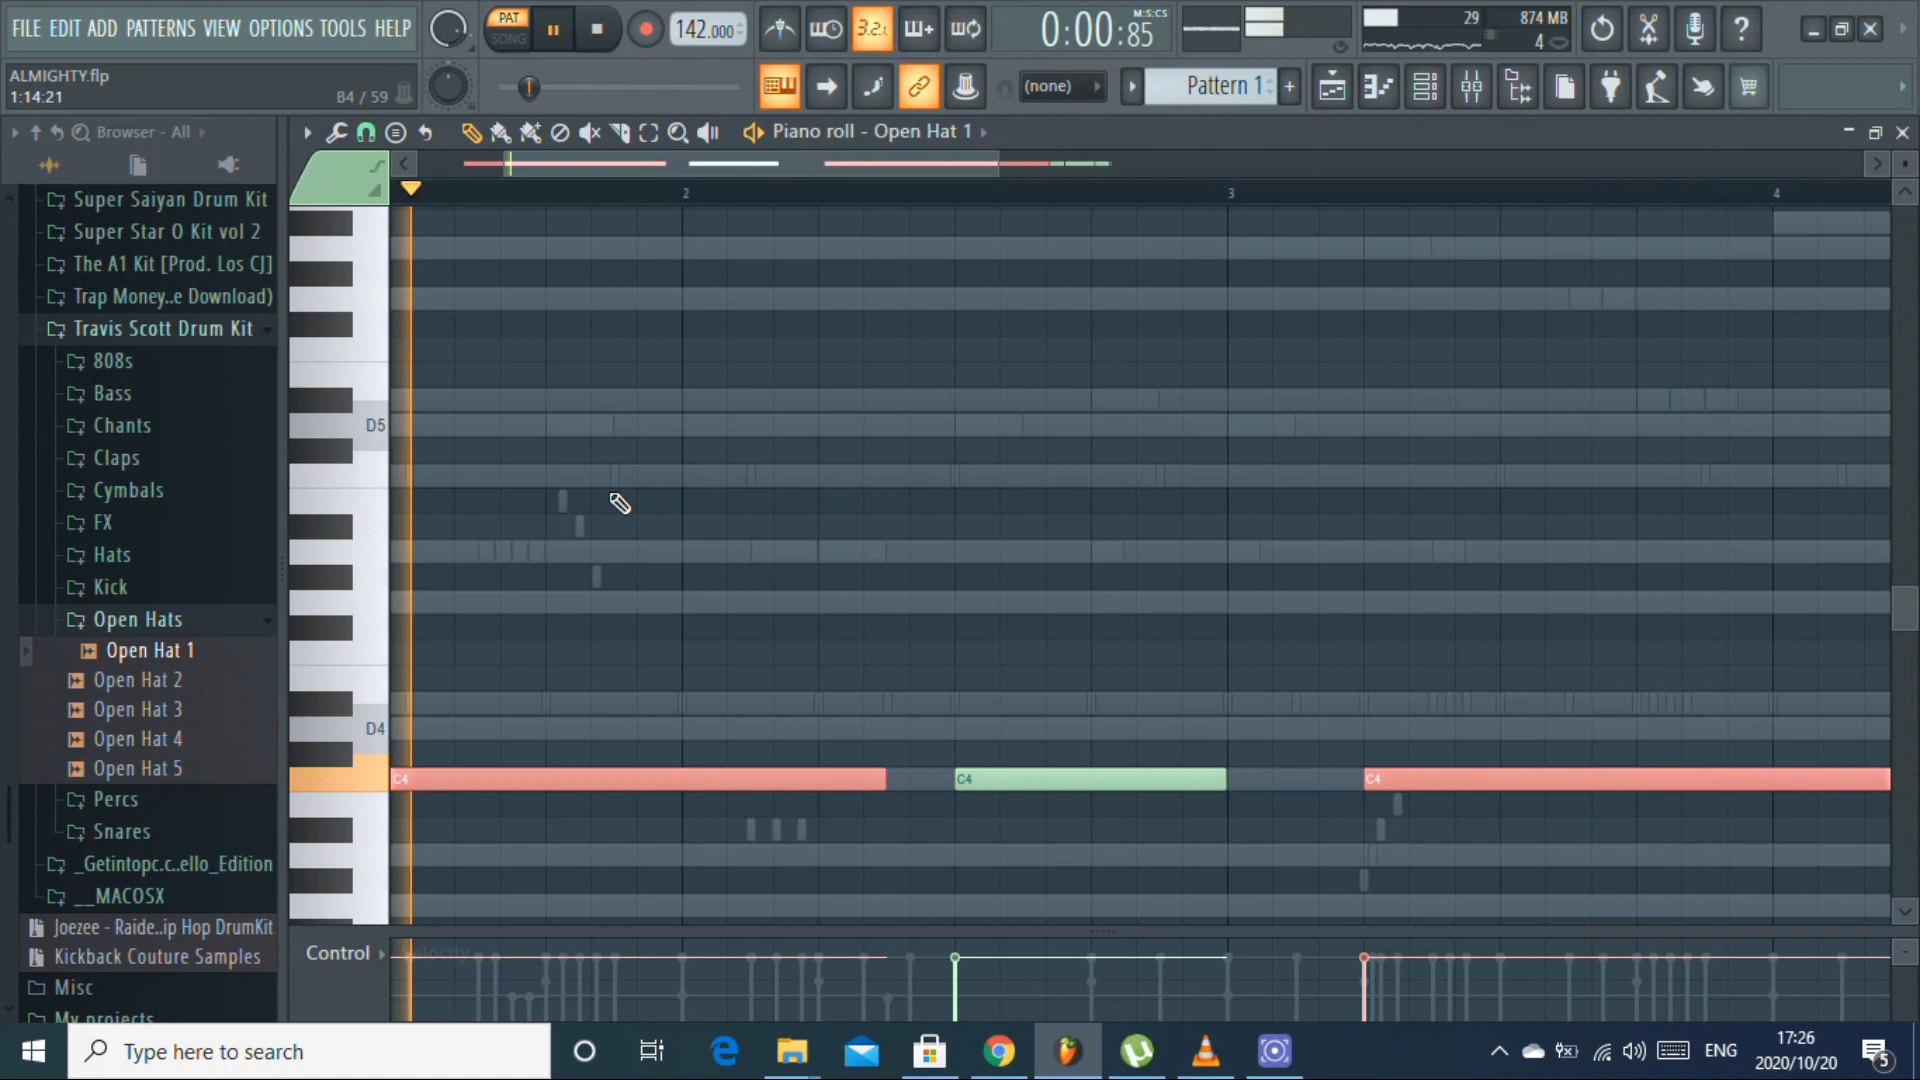 FILE EDIT ADD PATTERNS VIEW OPTIONS TOOLS HELP
PAT
SONG
142.000
3.2.
0:00:85
M:S:CS
29
874 MB
4
ALMIGHTY.flp
1:14:21
B4 / 59
(none)
Pattern 1
Browser - All
Piano roll - Open Hat 1
2
3
4
Super Saiyan Drum Kit
Super Star O Kit vol 2
The A1 Kit [Prod. Los CJ]
Trap Money..e Download)
Travis Scott Drum Kit
808s
Bass
Chants
Claps
Cymbals
FX
Hats
Kick
Open Hats
Open Hat 1
Open Hat 2
Open Hat 3
Open Hat 4
Open Hat 5
Percs
Snares
_Getintopc.c..ello_Edition
__MACOSX
Joezee - Raide..ip Hop DrumKit
Kickback Couture Samples
Misc
My projects
D5
D4
C4
C4
C4
Control
Velocity
Type here to search
ENG
17:26
2020/10/20
5